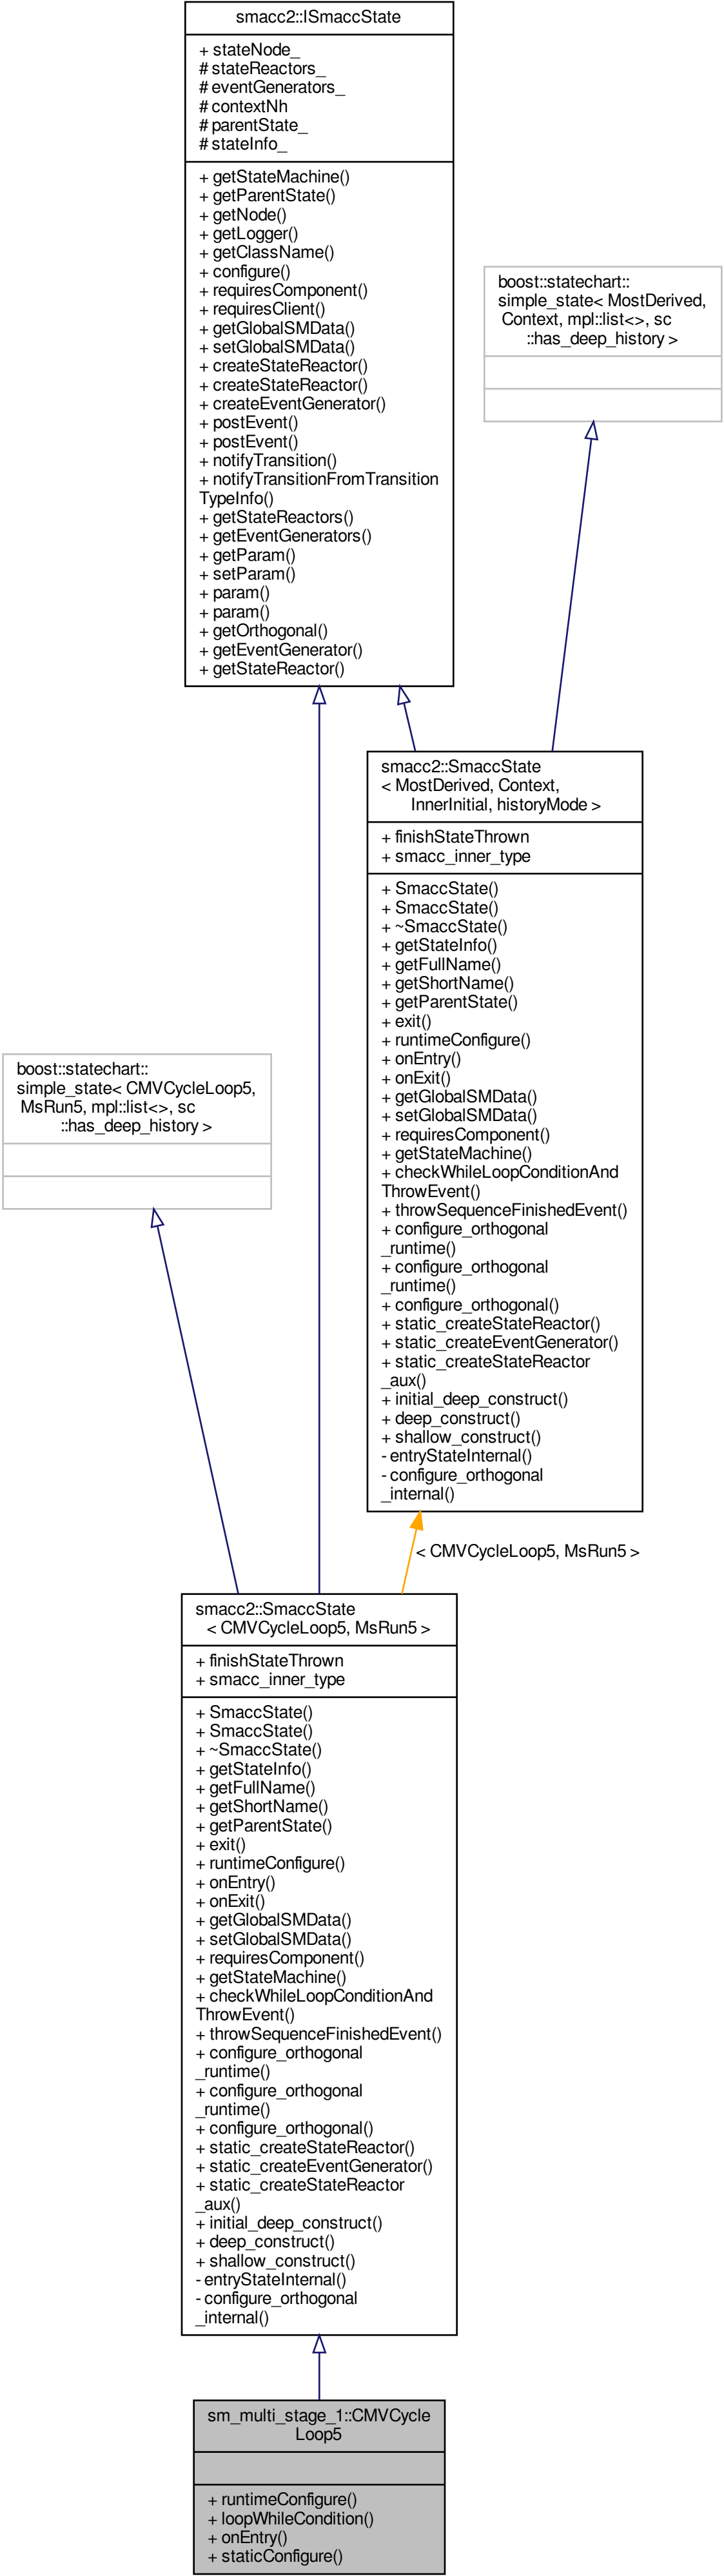 smacc2::ISmaccState
+ stateNode_
# stateReactors_
# eventGenerators_
# contextNh
# parentState_
# stateInfo_
+ getStateMachine()
+ getParentState()
+ getNode()
+ getLogger()
+ getClassName()
+ configure()
+ requiresComponent()
+ requiresClient()
+ getGlobalSMData()
+ setGlobalSMData()
+ createStateReactor()
+ createStateReactor()
+ createEventGenerator()
+ postEvent()
+ postEvent()
+ notifyTransition()
+ notifyTransitionFromTransition
TypeInfo()
+ getStateReactors()
+ getEventGenerators()
+ getParam()
+ setParam()
+ param()
+ param()
+ getOrthogonal()
+ getEventGenerator()
+ getStateReactor()
boost::statechart::
simple_state< MostDerived,
Context, mpl::list<>, sc
::has_deep_history >
smacc2::SmaccState
< MostDerived, Context,
InnerInitial, historyMode >
+ finishStateThrown
+ smacc_inner_type
+ SmaccState()
+ SmaccState()
+ ~SmaccState()
+ getStateInfo()
+ getFullName()
+ getShortName()
+ getParentState()
+ exit()
+ runtimeConfigure()
+ onEntry()
+ onExit()
+ getGlobalSMData()
+ setGlobalSMData()
+ requiresComponent()
+ getStateMachine()
+ checkWhileLoopConditionAnd
ThrowEvent()
+ throwSequenceFinishedEvent()
+ configure_orthogonal
_runtime()
+ configure_orthogonal
_runtime()
+ configure_orthogonal()
+ static_createStateReactor()
+ static_createEventGenerator()
+ static_createStateReactor
_aux()
+ initial_deep_construct()
+ deep_construct()
+ shallow_construct()
- entryStateInternal()
- configure_orthogonal
_internal()
boost::statechart::
simple_state< CMVCycleLoop5,
MsRun5, mpl::list<>, sc
::has_deep_history >
< CMVCycleLoop5, MsRun5 >
smacc2::SmaccState
< CMVCycleLoop5, MsRun5 >
+ finishStateThrown
+ smacc_inner_type
+ SmaccState()
+ SmaccState()
+ ~SmaccState()
+ getStateInfo()
+ getFullName()
+ getShortName()
+ getParentState()
+ exit()
+ runtimeConfigure()
+ onEntry()
+ onExit()
+ getGlobalSMData()
+ setGlobalSMData()
+ requiresComponent()
+ getStateMachine()
+ checkWhileLoopConditionAnd
ThrowEvent()
+ throwSequenceFinishedEvent()
+ configure_orthogonal
_runtime()
+ configure_orthogonal
_runtime()
+ configure_orthogonal()
+ static_createStateReactor()
+ static_createEventGenerator()
+ static_createStateReactor
_aux()
+ initial_deep_construct()
+ deep_construct()
+ shallow_construct()
- entryStateInternal()
- configure_orthogonal
_internal()
sm_multi_stage_1::CMVCycle
Loop5
+ runtimeConfigure()
+ loopWhileCondition()
+ onEntry()
+ staticConfigure()